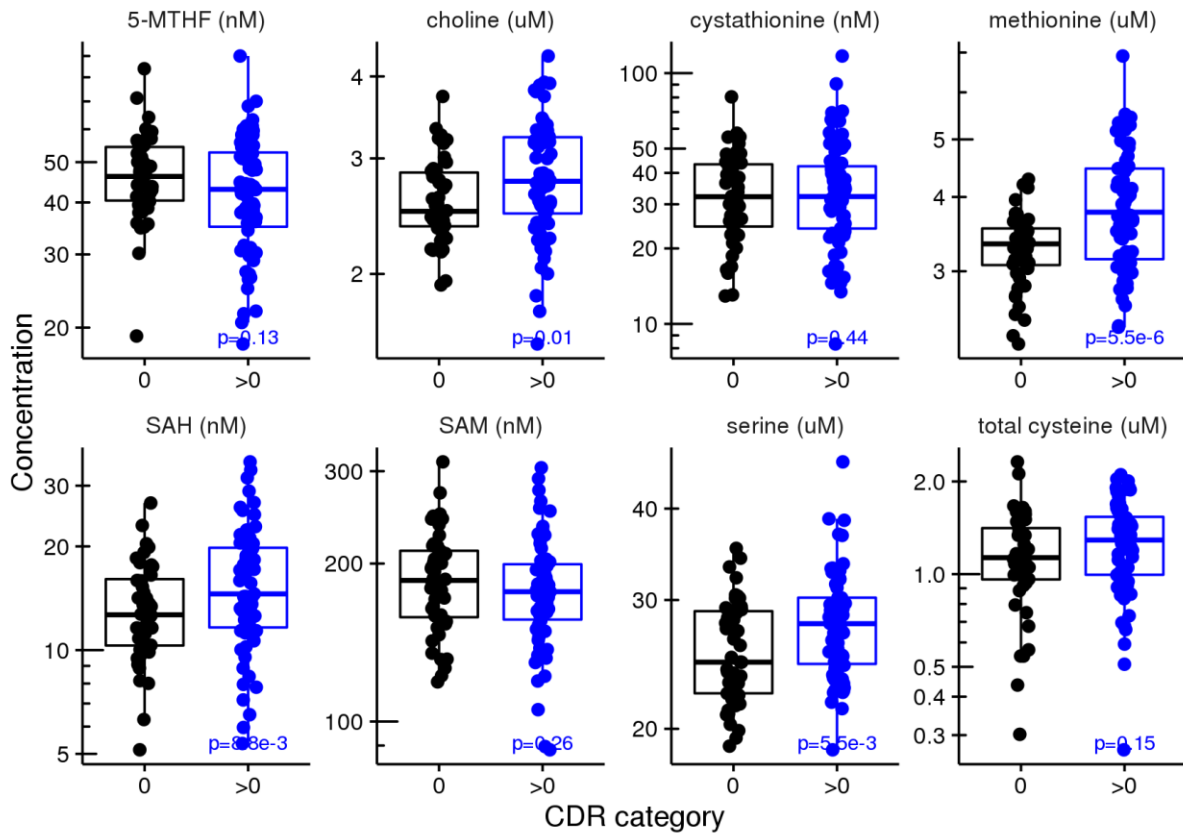 5-MTHF (nM)
choline (uM)
cystathionine (nM)
methionine (uM)
50
40
30
20
4
3
2
100
50
40
30
20
10
5
4
3
p=0.13
p=0.01
p=0.44
p=5.5e-6
0
>0
0
>0
0
>0
0
>0
Concentration
SAH (nM)
SAM (nM)
serine (uM)
total cysteine (uM)
30
20
10
5
300
200
100
40
30
20
2.0
1.0
0.5
0.4
0.3
p=8.8e-3
p=0.26
p=5.5e-3
p=0.15
0
>0
0
>0
0
>0
0
>0
CDR category